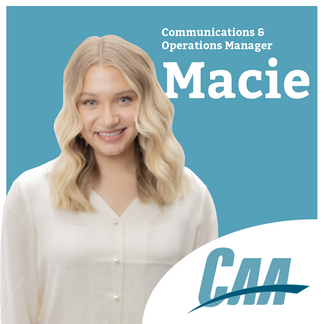 Communications &
Operations Manager
Macie
CAA